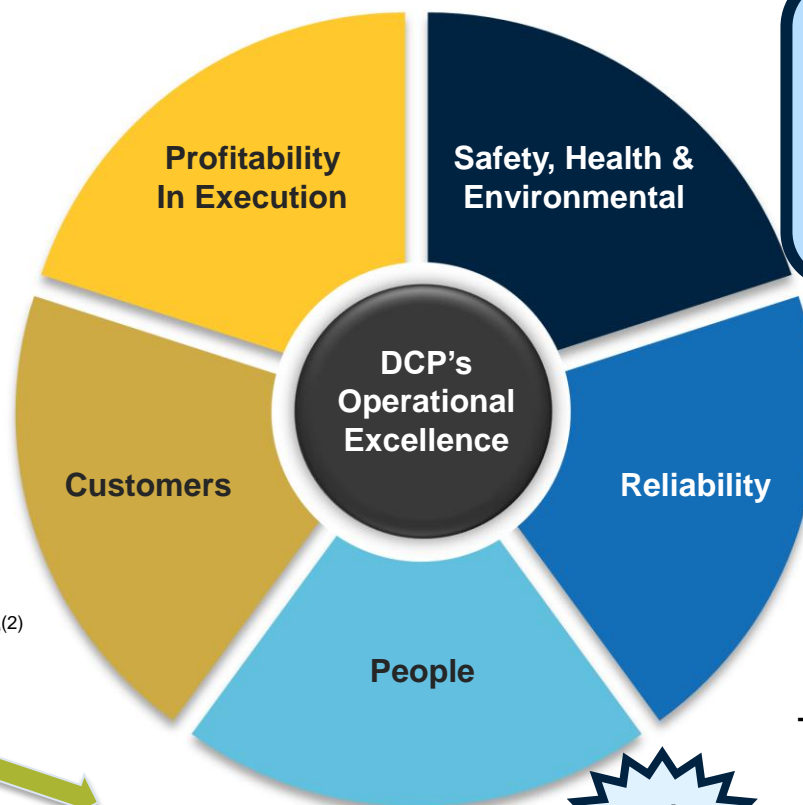 Profitability
In Execution
Safety, Health &
Environmental
DCP's
Operational
Excellence
Customers
Reliability
(2)
People